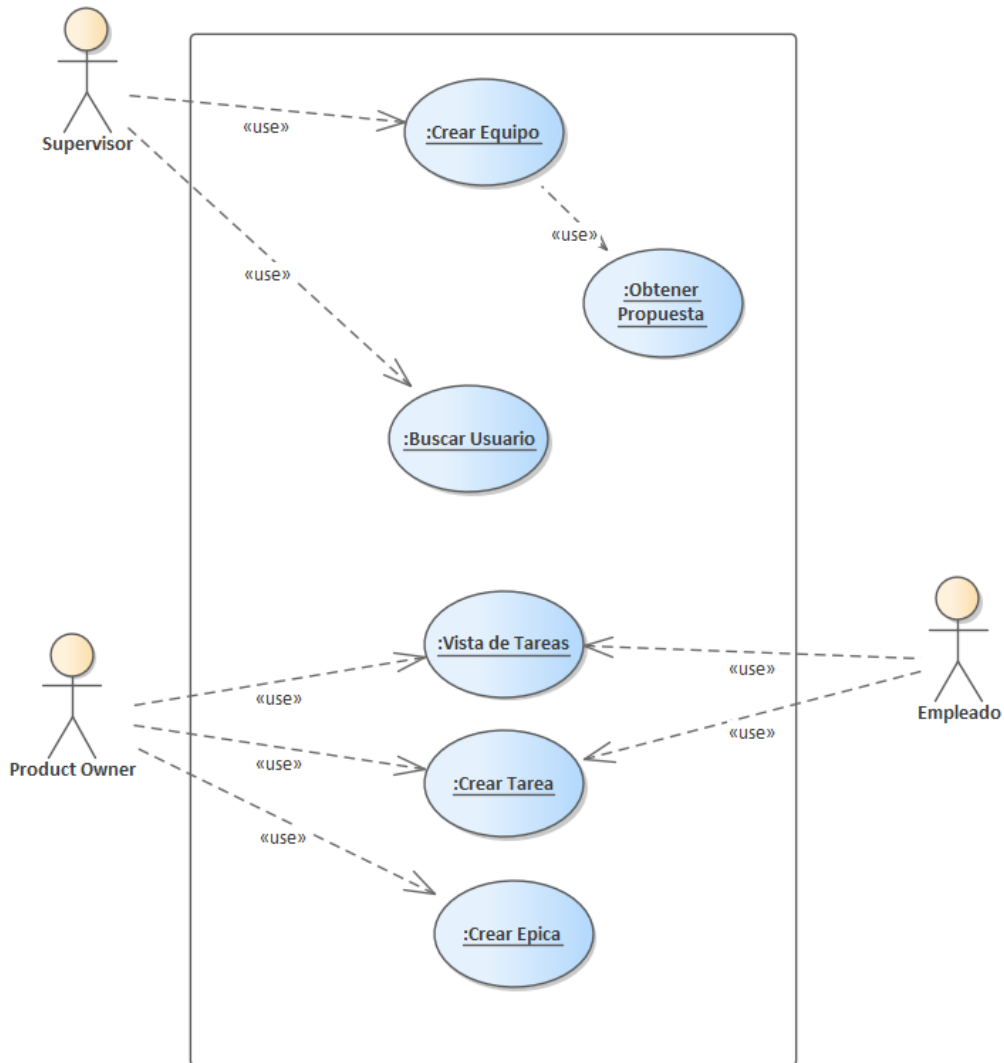 Supervisor
«use»
:Crear Equipo
«use»
:Obtener
Propuesta
«use»
:Buscar Usuario
:Vista de Tareas
«use»
«use»
Empleado
Product Owner
«use»
«use»
:Crear Tarea
«use»
:Crear Epica